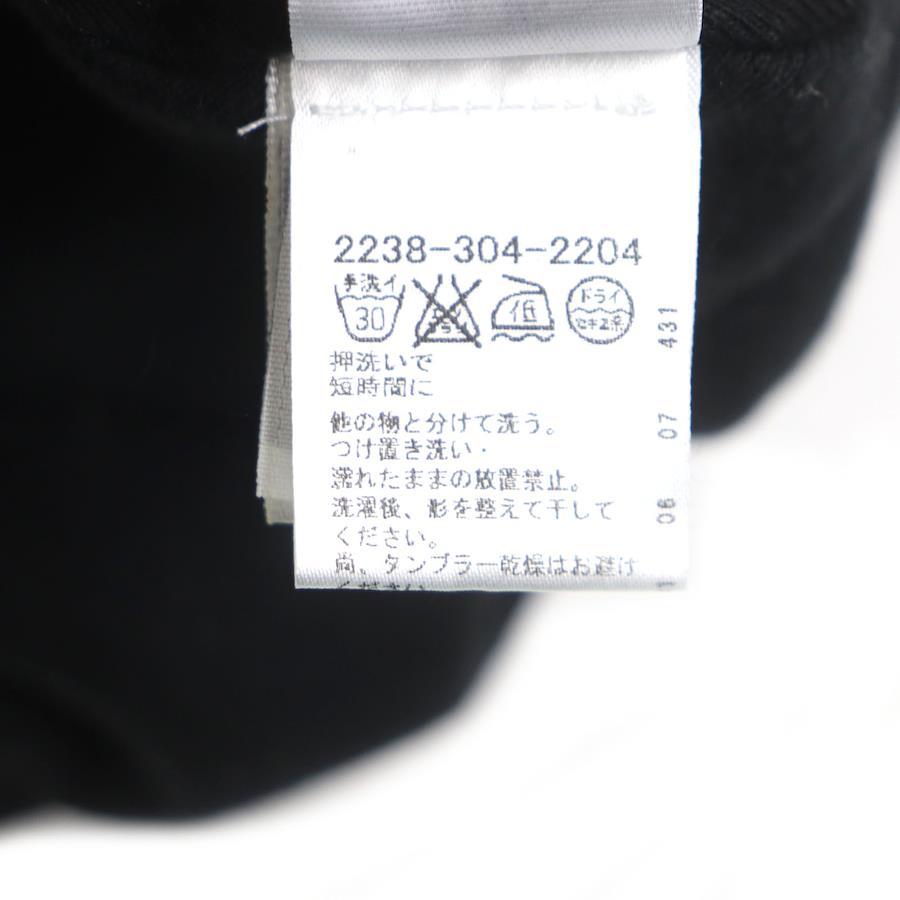 2238-304-2204
手洗イ
30
低
ドライ
セキユ系
押洗いで
短時間に
他の物と分けて洗う。
つけ置き洗い・
濡れたままの放置禁止。
洗濯後、形を整えて干して
ください。
尚、タンブラー乾燥はお避け
ください
431
07
06